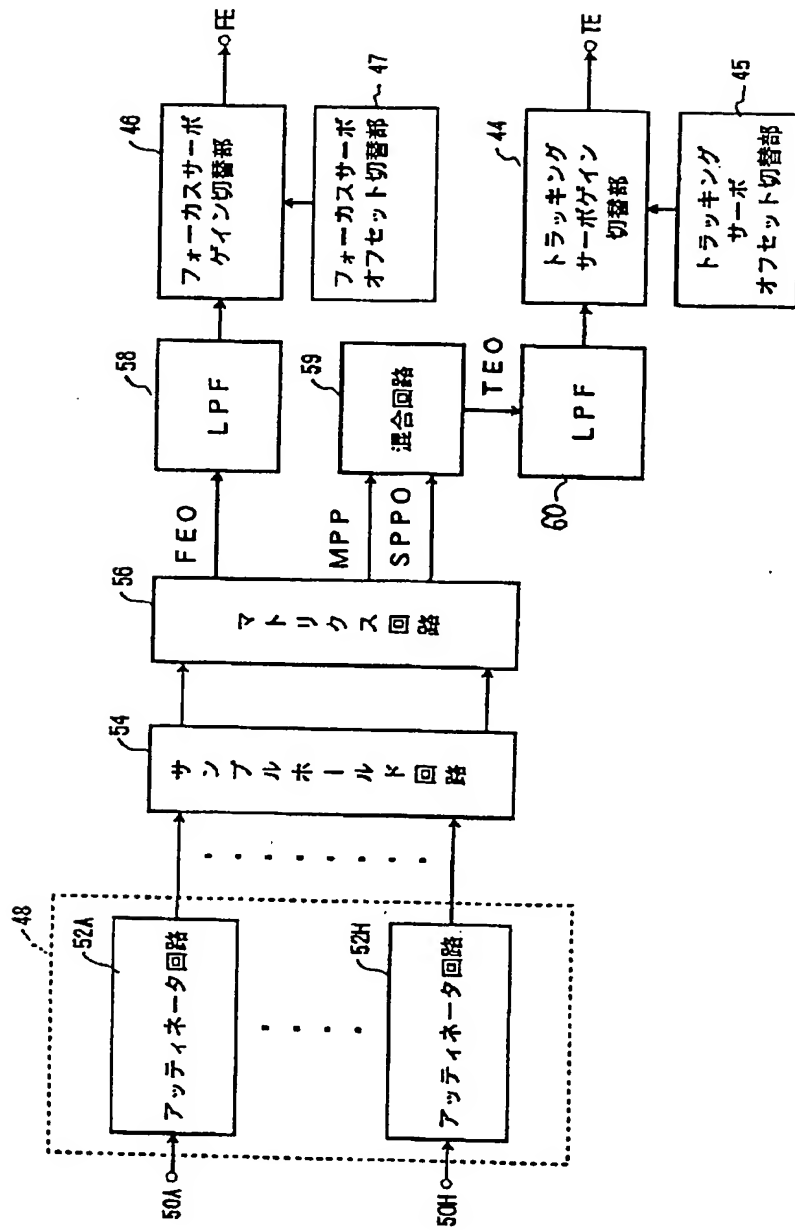 48
50A
52A
アッティネータ回路
50H
52H
アッティネータ回路
54
サンプルホールド回路
56
マトリクス回路
FEO
MPP
SPPO
58
LPF
59
混合回路
TEO
60
LPF
46
フォーカスサーボ
ゲイン切替部
FE
47
フォーカスサーボ
オフセット切替部
44
トラッキング
サーボゲイン
切替部
TE
45
トラッキング
サーボ
オフセット切替部